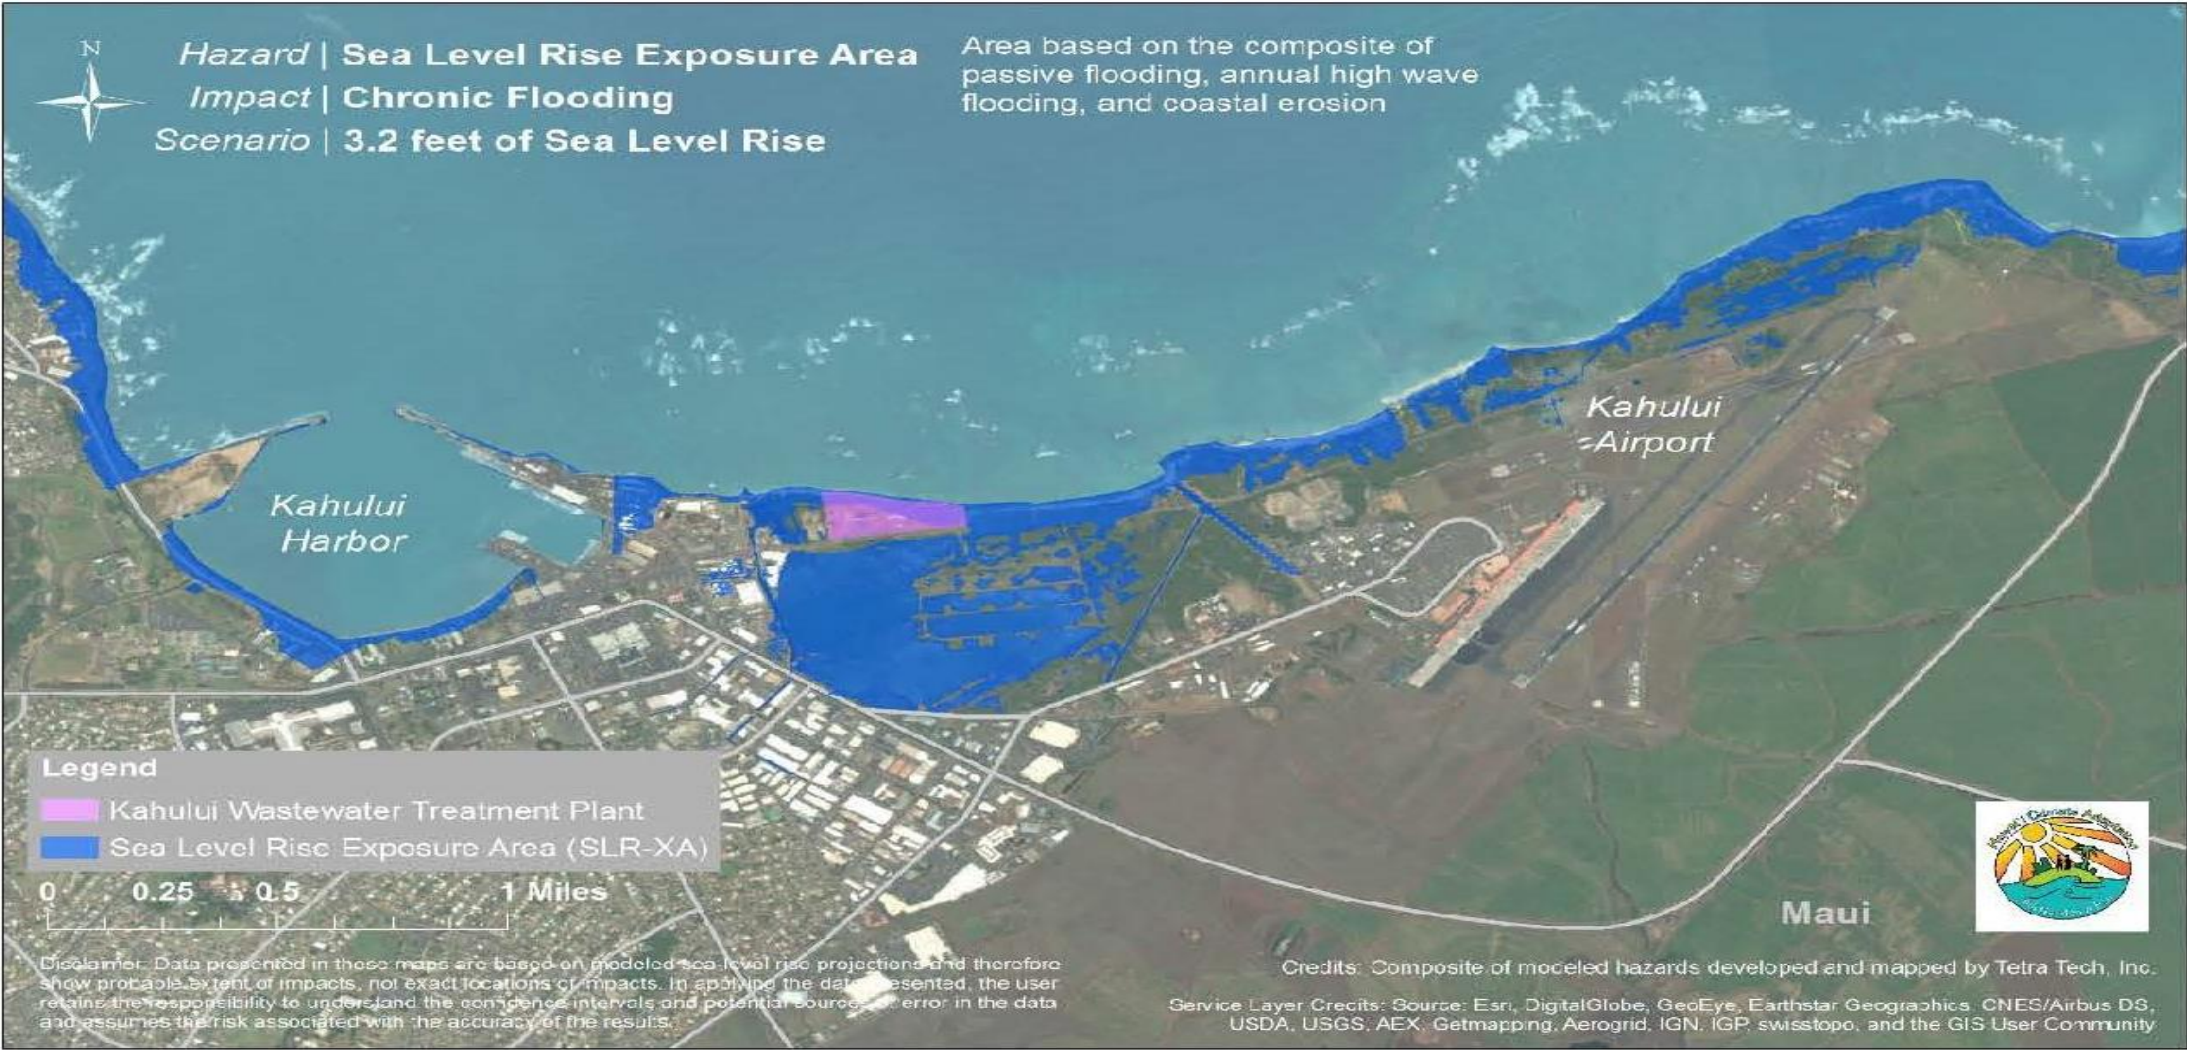 N
Hazard | Sea Level Rise Exposure Area
Impact | Chronic Flooding
Scenario | 3.2 feet of Sea Level Rise
Area based on the composite of
passive flooding, annual high wave
flooding, and coastal erosion
Kahului
Airport
Kahului
Harbor
Legend
Kahului Wastewater Treatment Plant
Sea Level Rise Exposure Area (SLR-XA)
0 0.25 0.5 1 Miles
Maui
Disclaimer: Data presented in these maps are based on modeled sea level rise projections and therefore
show probable extent of impacts, not exact locations of impacts. In applying the data presented, the user
retains the responsibility to understand the confidence intervals and potential sources of error in the data
and assumes the risk associated with the accuracy of the results.
Credits: Composite of modeled hazards developed and mapped by Tetra Tech, Inc.
Service Layer Credits: Source: Esri, DigitalGlobe, GeoEye, Earthstar Geographics, CNES/Airbus DS,
USDA, USGS, AEX, Getmapping, Aerogrid, IGN, IGP, swisstopo, and the GIS User Community